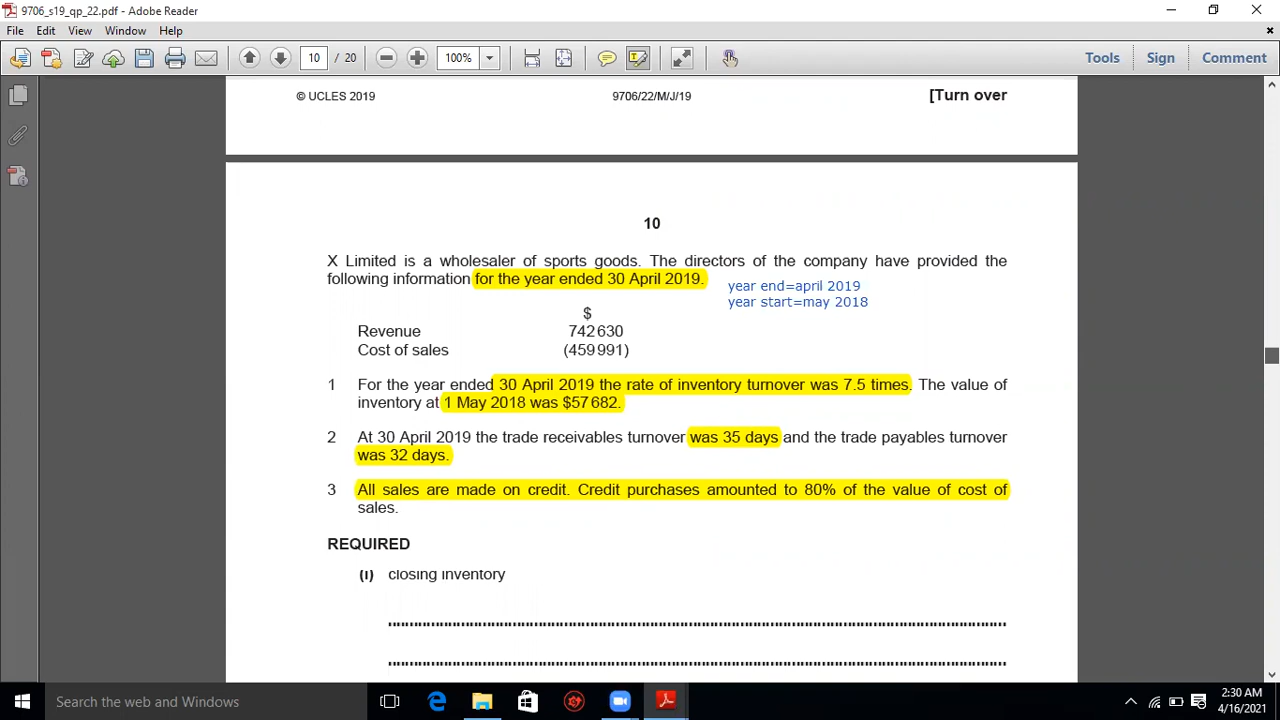 9706_s19_qp_22.pdf - Adobe Reader
File Edit View Window Help
10 / 20 100% Tools Sign Comment
© UCLES 2019 9706/22/M/J/19 [Turn over
10
X Limited is a wholesaler of sports goods. The directors of the company have provided the
following information for the year ended 30 April 2019.
year end=april 2019
year start=may 2018
$
Revenue 742 630
Cost of sales (459 991)
1 For the year ended 30 April 2019 the rate of inventory turnover was 7.5 times. The value of
inventory at 1 May 2018 was $57 682.
2 At 30 April 2019 the trade receivables turnover was 35 days and the trade payables turnover
was 32 days.
3 All sales are made on credit. Credit purchases amounted to 80% of the value of cost of
sales.
REQUIRED
(i) closing inventory
Search the web and Windows
2:30 AM
4/16/2021